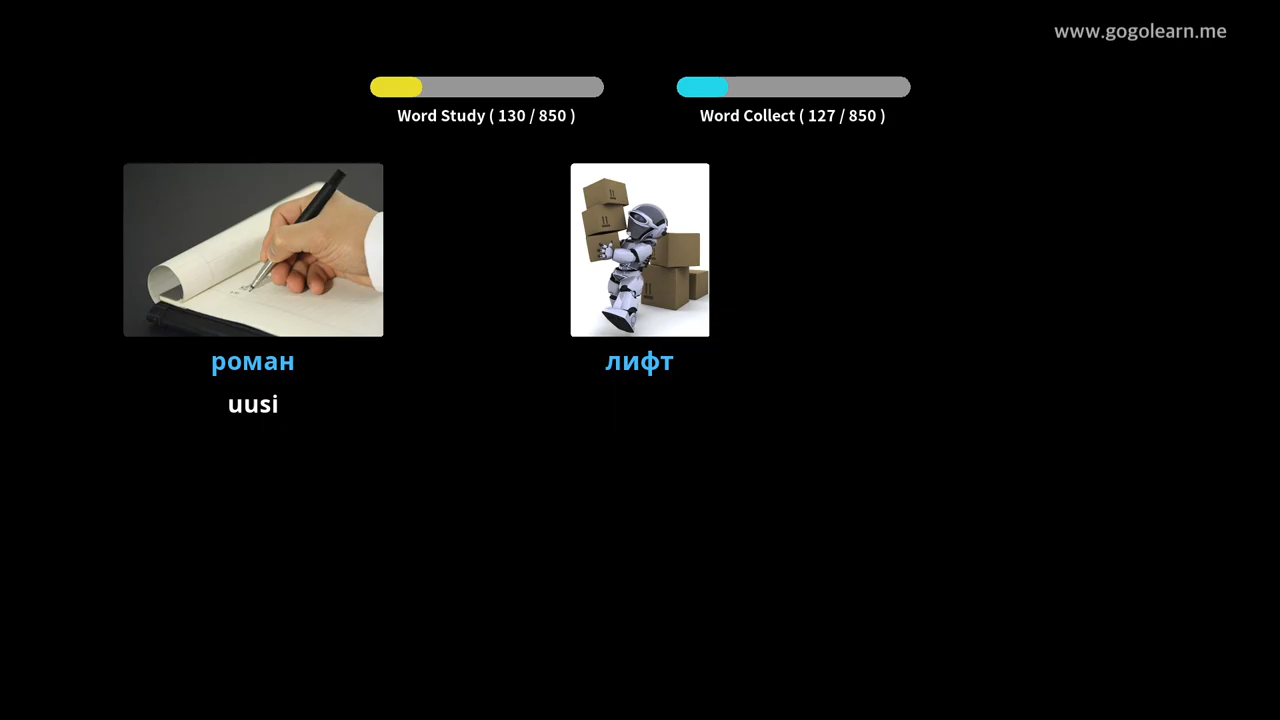 www.gogolearn.me
Word Study ( 130 / 850 )
Word Collect ( 127 / 850 )
роман
лифт
uusi